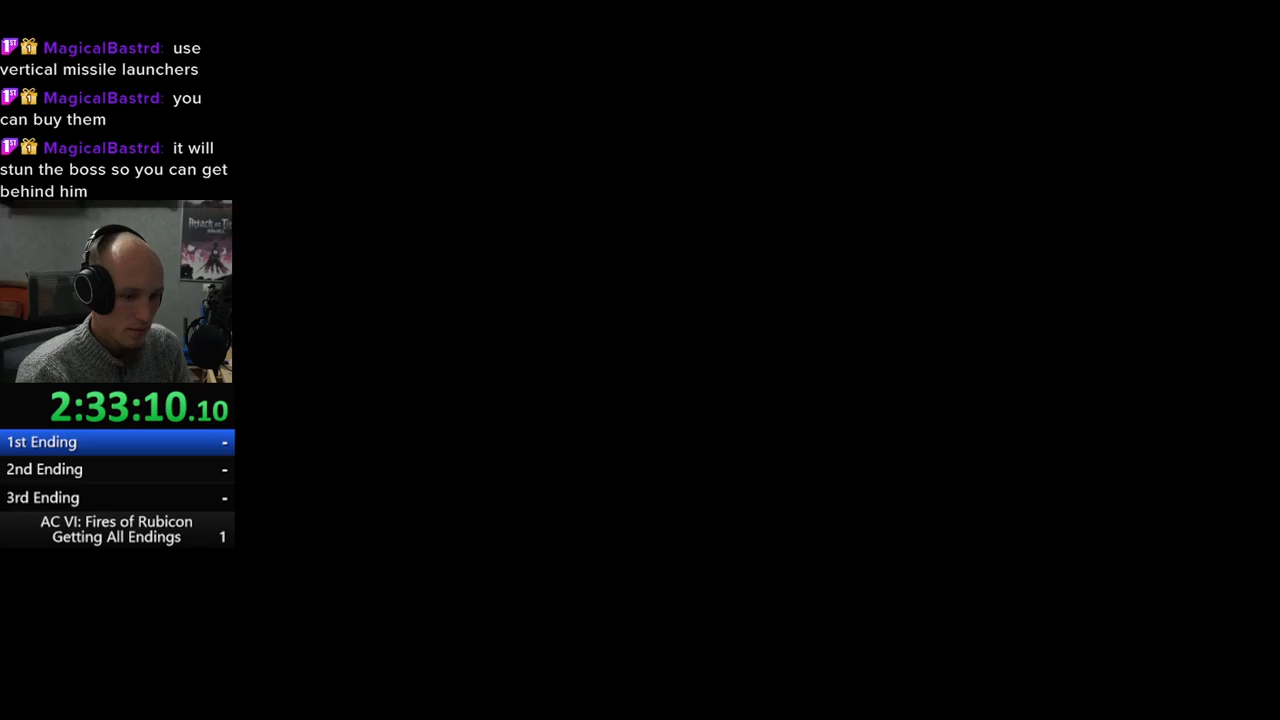 MagicalBastrd: use
vertical missile launchers
MagicalBastrd: you
can buy them
MagicalBastrd: it will
stun the boss so you can get
behind him
2:33:10.10
1st Ending -
2nd Ending -
3rd Ending -
AC VI: Fires of Rubicon
Getting All Endings 1